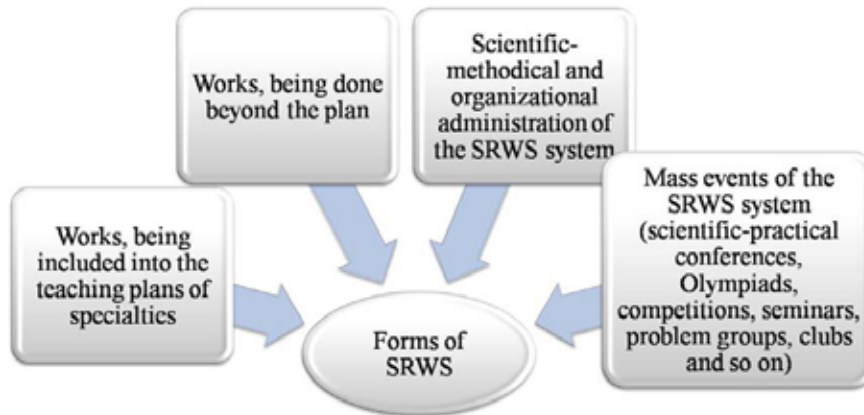 Works, being done
beyond the plan
Scientific-
methodical and
organizational
administration of
the SRWS system
Works, being
included into the
teaching plans of
specialties
Mass events of the
SRWS system
(scientific-practical
conferences,
Olympiads,
competitions, seminars,
problem groups, clubs
and so on)
Forms of
SRWS